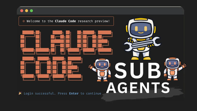 * Welcome to the Claude Code research preview!
CLAUDE
CODE
SUB
AGENTS
Login successful. Press Enter to continue